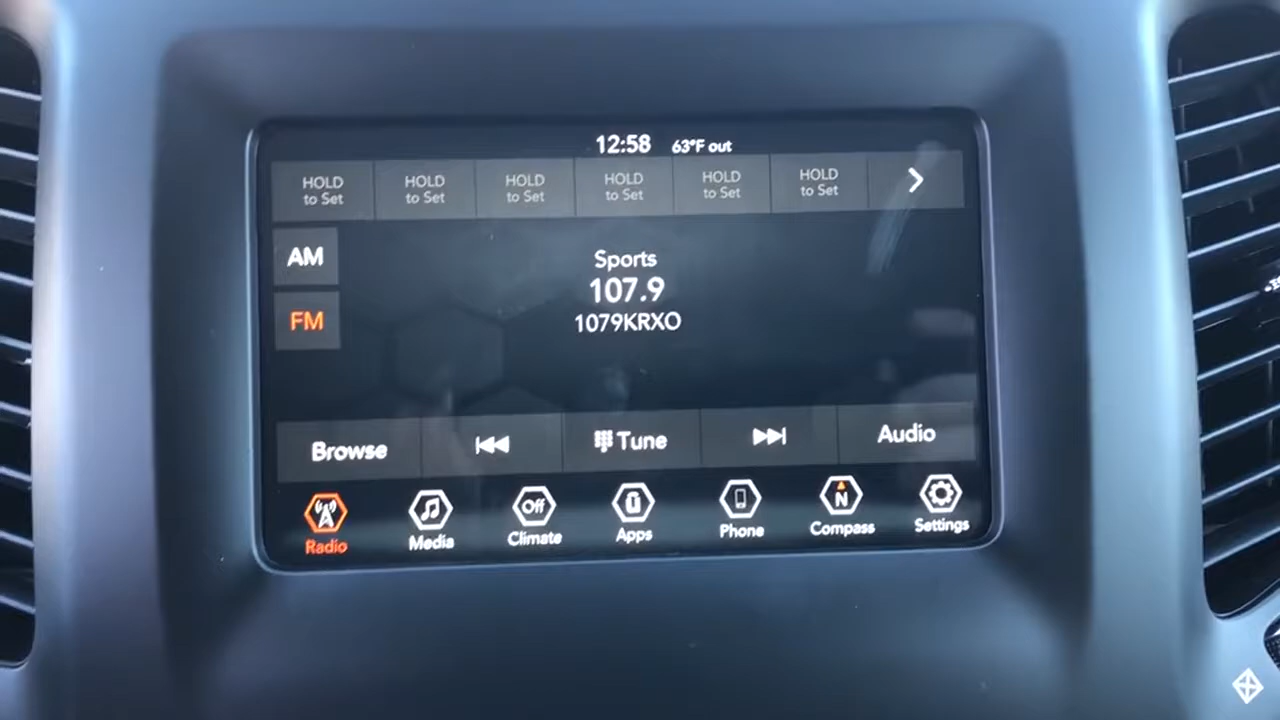 12:58 63°F out
HOLD to Set
HOLD to Set
HOLD to Set
HOLD to Set
HOLD to Set
HOLD to Set
AM
FM
Sports
107.9
1079KRXO
Browse
Tune
Audio
Off
N
Radio
Media
Climate
Apps
Phone
Compass
Settings